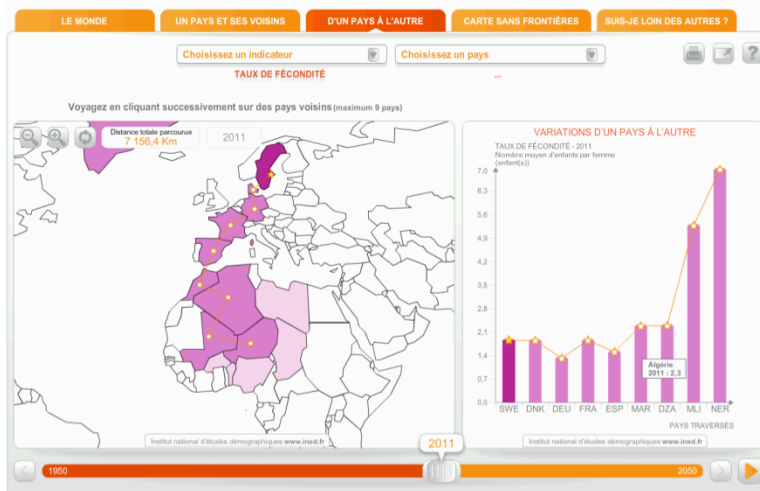 LE MONDE
UN PAYS ET SES VOISINS
D'UN PAYS À L'AUTRE
CARTE SANS FRONTIÈRES
SUIS-JE LOIN DES AUTRES ?
Choisissez un indicateur
Choisissez un pays
?
TAUX DE FÉCONDITÉ
...
Voyagez en cliquant successivement sur des pays voisins (maximum 9 pays)
Distance totale parcourue
7 156,4 Km
2011
VARIATIONS D'UN PAYS À L'AUTRE
TAUX DE FÉCONDITÉ - 2011
Nombre moyen d'enfants par femme
(enfant(s))
7,0
6,3
5,6
4,9
4,2
3,5
2,8
2,1
1,4
0,7
0,0
Algérie
2011 : 2,3
SWE DNK DEU FRA ESP MAR DZA MLI NER
PAYS TRAVERSÉS
Institut national d'études démographiques www.ined.fr
Institut national d'études démographiques www.ined.fr
2011
1950
2050